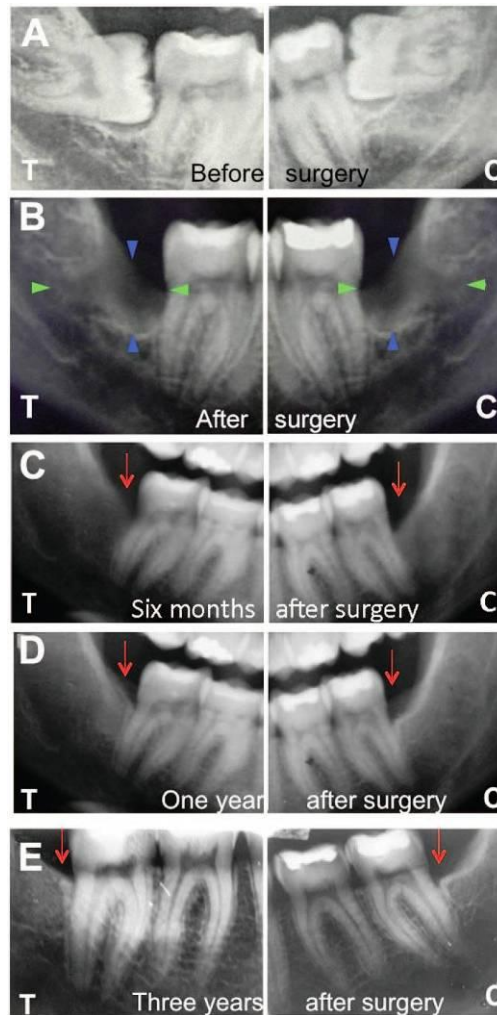 A
T Before surgery C
B
T After surgery C
C
T Six months after surgery C
D
T One year after surgery C
E
T Three years after surgery C